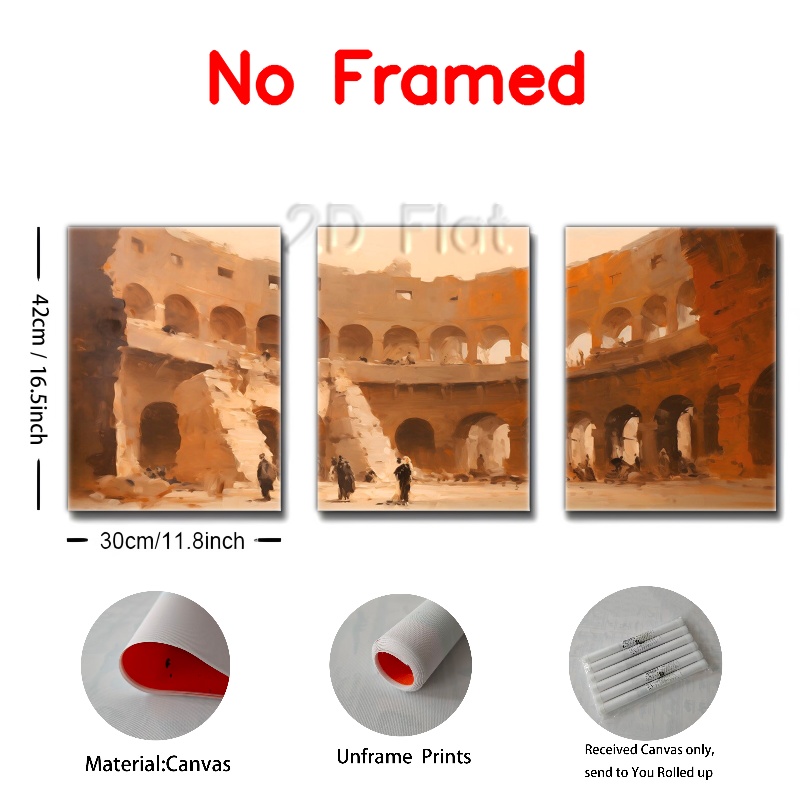 No Framed
2D Flat
42cm / 16.5inch
30cm/11.8inch
Material:Canvas
Unframe Prints
Received Canvas only,
send to You Rolled up